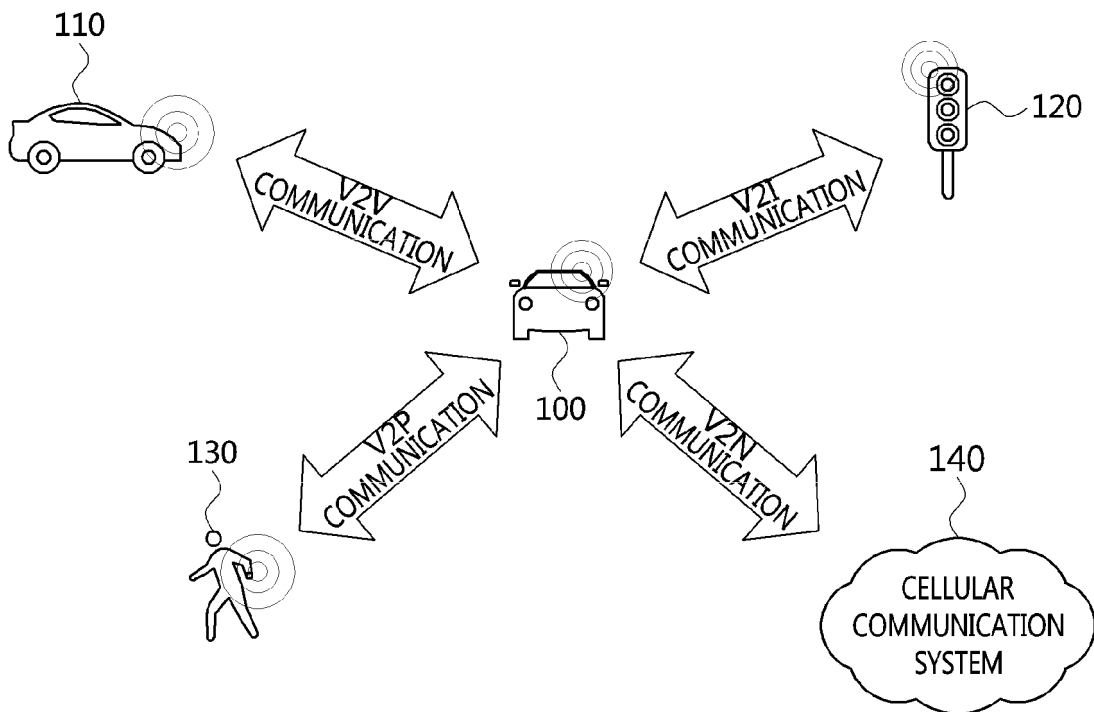 110
120
V2V
COMMUNICATION
V2I
COMMUNICATION
100
V2P
COMMUNICATION
V2N
COMMUNICATION
130
140
CELLULAR
COMMUNICATION
SYSTEM